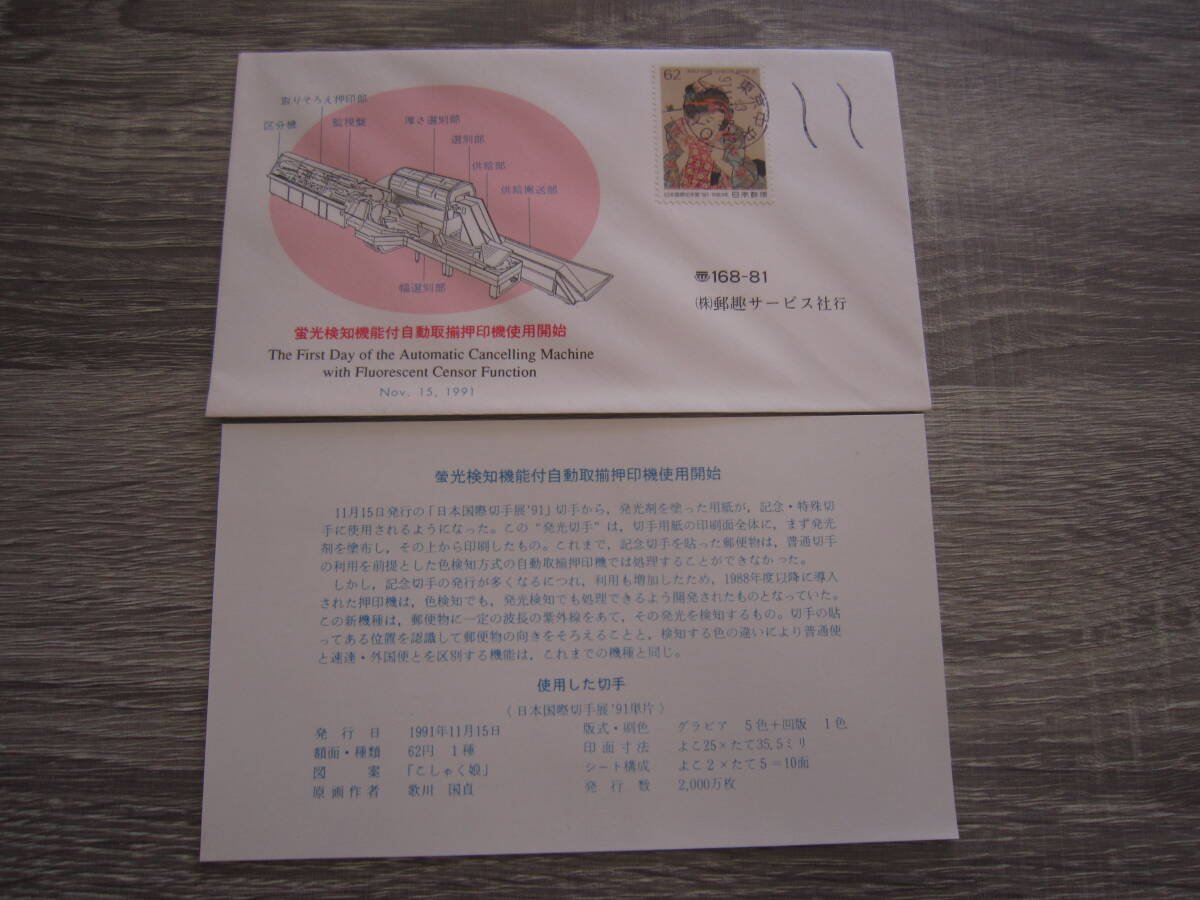 取りそろえ押印部
区分機
監視盤
厚さ選別部
選別部
供給部
供給搬送部
幅選別部
螢光検知機能付自動取揃押印機使用開始
The First Day of the Automatic Cancelling Machine
with Fluorescent Censor Function
Nov. 15, 1991
62
東京中央
日本郵便
168-81
㈱郵趣サービス社行
螢光検知機能付自動取揃押印機使用開始
11月15日発行の「日本国際切手展'91」切手から，発光剤を塗った用紙が，記念・特殊切
手に使用されるようになった。この“発光切手”は，切手用紙の印刷面全体に，まず発光
剤を塗布し，その上から印刷したもの。これまで，記念切手を貼った郵便物は，普通切手
の利用を前提とした色検知方式の自動取揃押印機では処理することができなかった。
しかし，記念切手の発行が多くなるにつれ，利用も増加したため，1988年度以降に導入
された押印機は，色検知でも，発光検知でも処理できるよう開発されたものとなっていた。
この新機種は，郵便物に一定の波長の紫外線をあて，その発光を検知するもの。切手の貼
ってある位置を認識して郵便物の向きをそろえることと，検知する色の違いにより普通便
と速達・外国便とを区別する機能は，これまでの機種と同じ。
使用した切手
〈日本国際切手展'91単片〉
発行日 1991年11月15日
額面・種類 62円 1種
図案 「こしゃく娘」
原画作者 歌川 国貞
版式・刷色 グラビア 5色＋凹版 1色
印面寸法 よこ25×たて35.5ミリ
シート構成 よこ2×たて5＝10面
発行数 2,000万枚